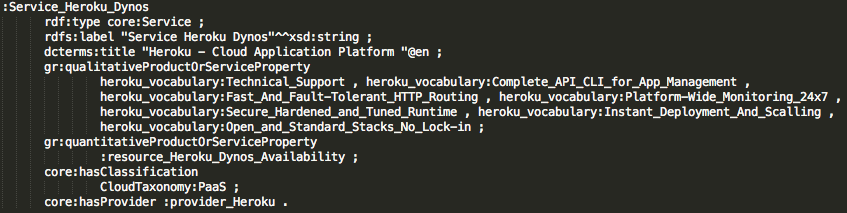 :Service_Heroku_Dynos
rdf:type core:Service ;
rdfs:label "Service Heroku Dynos"^^xsd:string ;
dcterms:title "Heroku - Cloud Application Platform "@en ;
gr:qualitativeProductOrServiceProperty
heroku_vocabulary:Technical_Support , heroku_vocabulary:Complete_API_CLI_for_App_Management ,
heroku_vocabulary:Fast_And_Fault-Tolerant_HTTP_Routing , heroku_vocabulary:Platform-Wide_Monitoring_24x7 ,
heroku_vocabulary:Secure_Hardened_and_Tuned_Runtime , heroku_vocabulary:Instant_Deployment_And_Scalling ,
heroku_vocabulary:Open_and_Standard_Stacks_No_Lock-in ;
gr:quantitativeProductOrServiceProperty
:resource_Heroku_Dynos_Availability ;
core:hasClassification
CloudTaxonomy:PaaS ;
core:hasProvider :provider_Heroku .